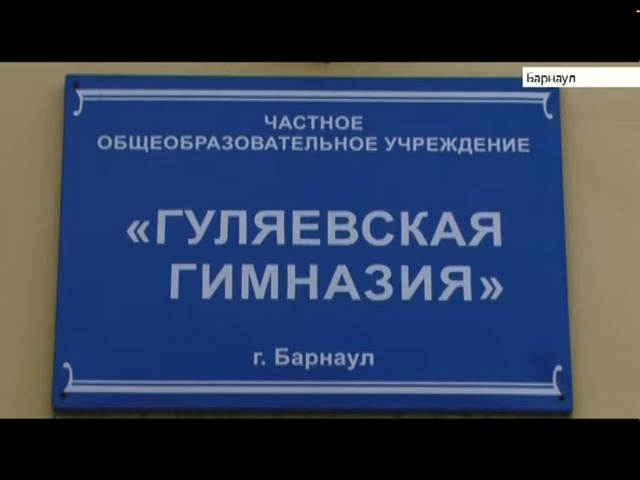 Барнаул
ЧАСТНОЕ
ОБЩЕОБРАЗОВАТЕЛЬНОЕ УЧРЕЖДЕНИЕ
«ГУЛЯЕВСКАЯ
ГИМНАЗИЯ»
г. Барнаул